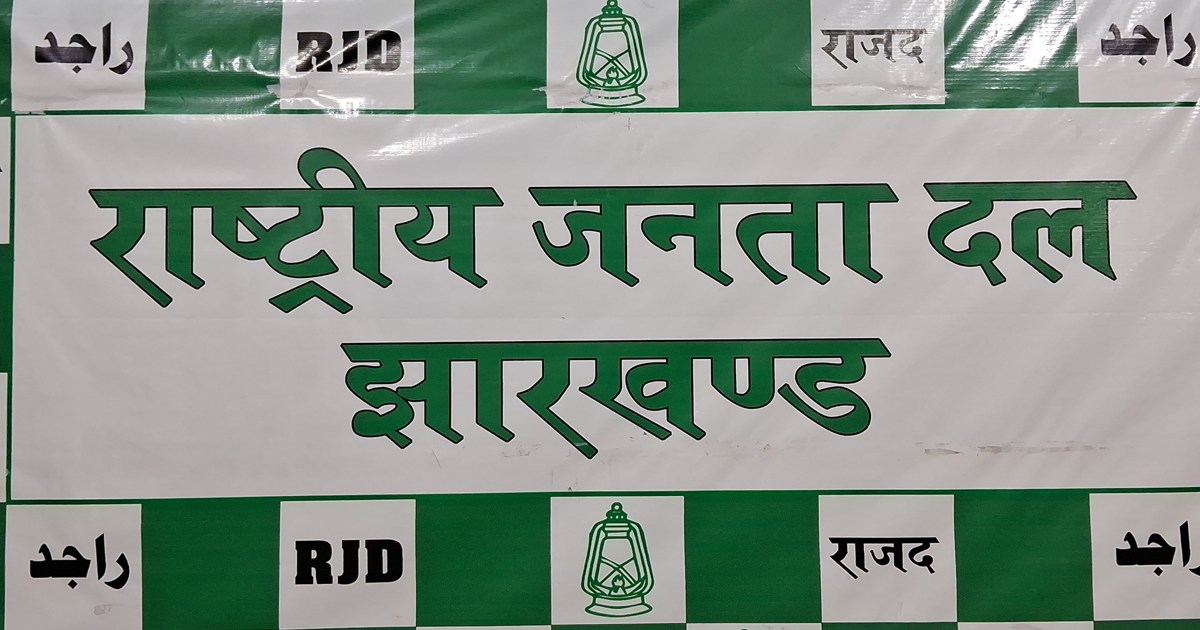 راجد RJD राजद راجد
राष्ट्रीय जनता दल
झारखण्ड
راجد RJD राजद راجد